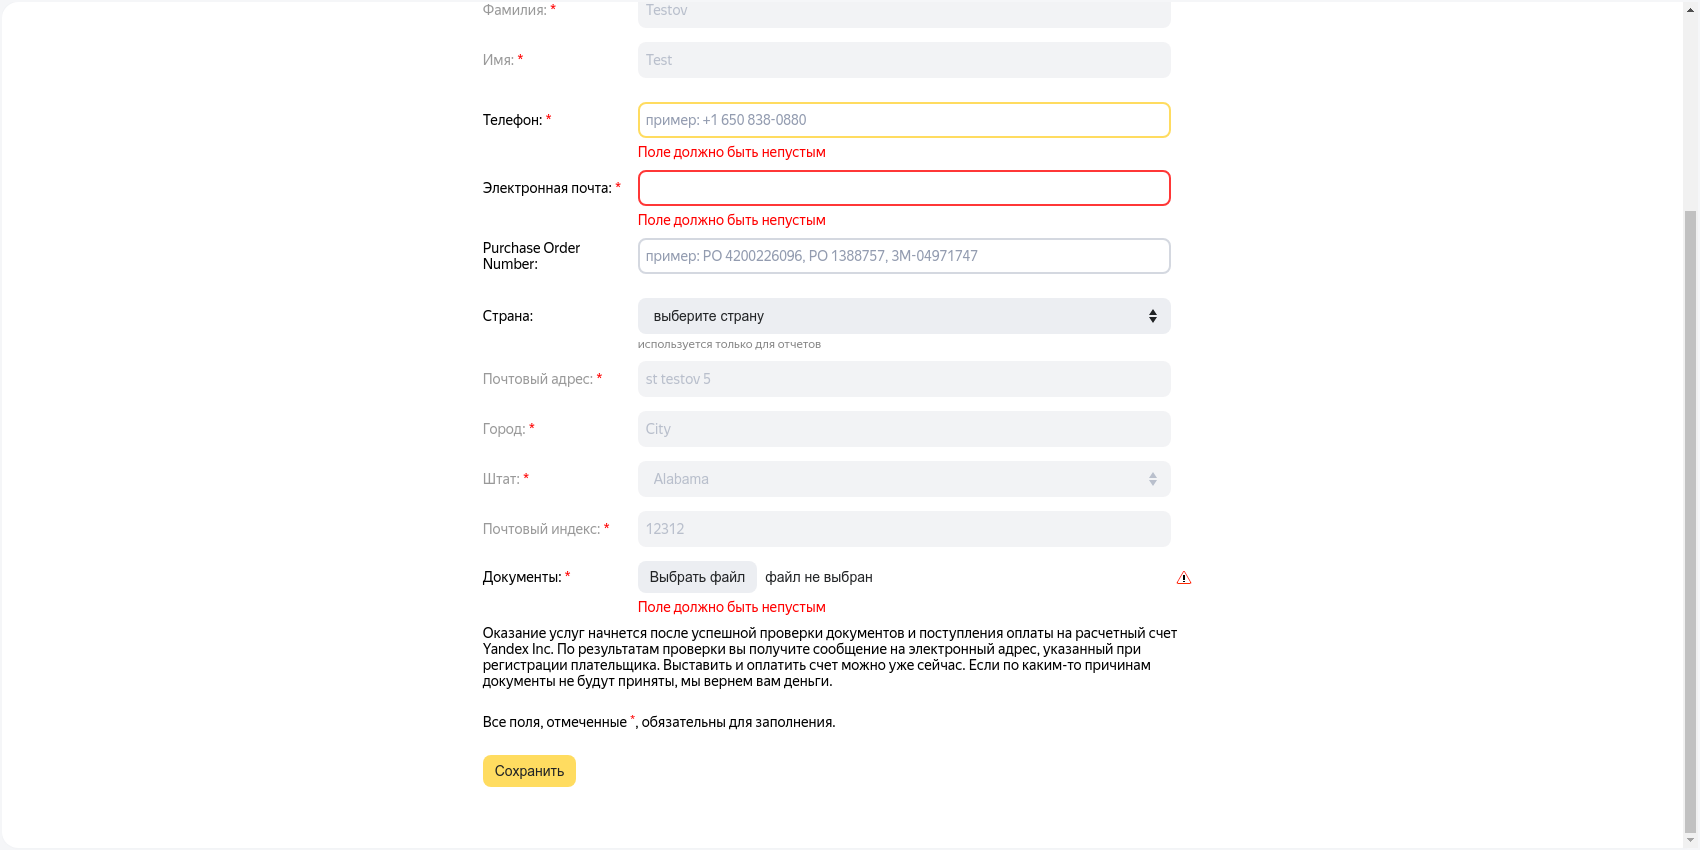 Фамилия: * Testov
Имя: * Test
Телефон: * пример: +1 650 838-0880
Поле должно быть непустым
Электронная почта: *
Поле должно быть непустым
Purchase Order
Number:
пример: PO 4200226096, PO 1388757, 3M-04971747
Страна: выберите страну
используется только для отчетов
Почтовый адрес: * st testov 5
Город: * City
Штат: * Alabama
Почтовый индекс: * 12312
Документы: * Выбрать файл файл не выбран
Поле должно быть непустым
Оказание услуг начнется после успешной проверки документов и поступления оплаты на расчетный счет
Yandex Inc. По результатам проверки вы получите сообщение на электронный адрес, указанный при
регистрации плательщика. Выставить и оплатить счет можно уже сейчас. Если по каким-то причинам
документы не будут приняты, мы вернем вам деньги.
Все поля, отмеченные *, обязательны для заполнения.
Сохранить